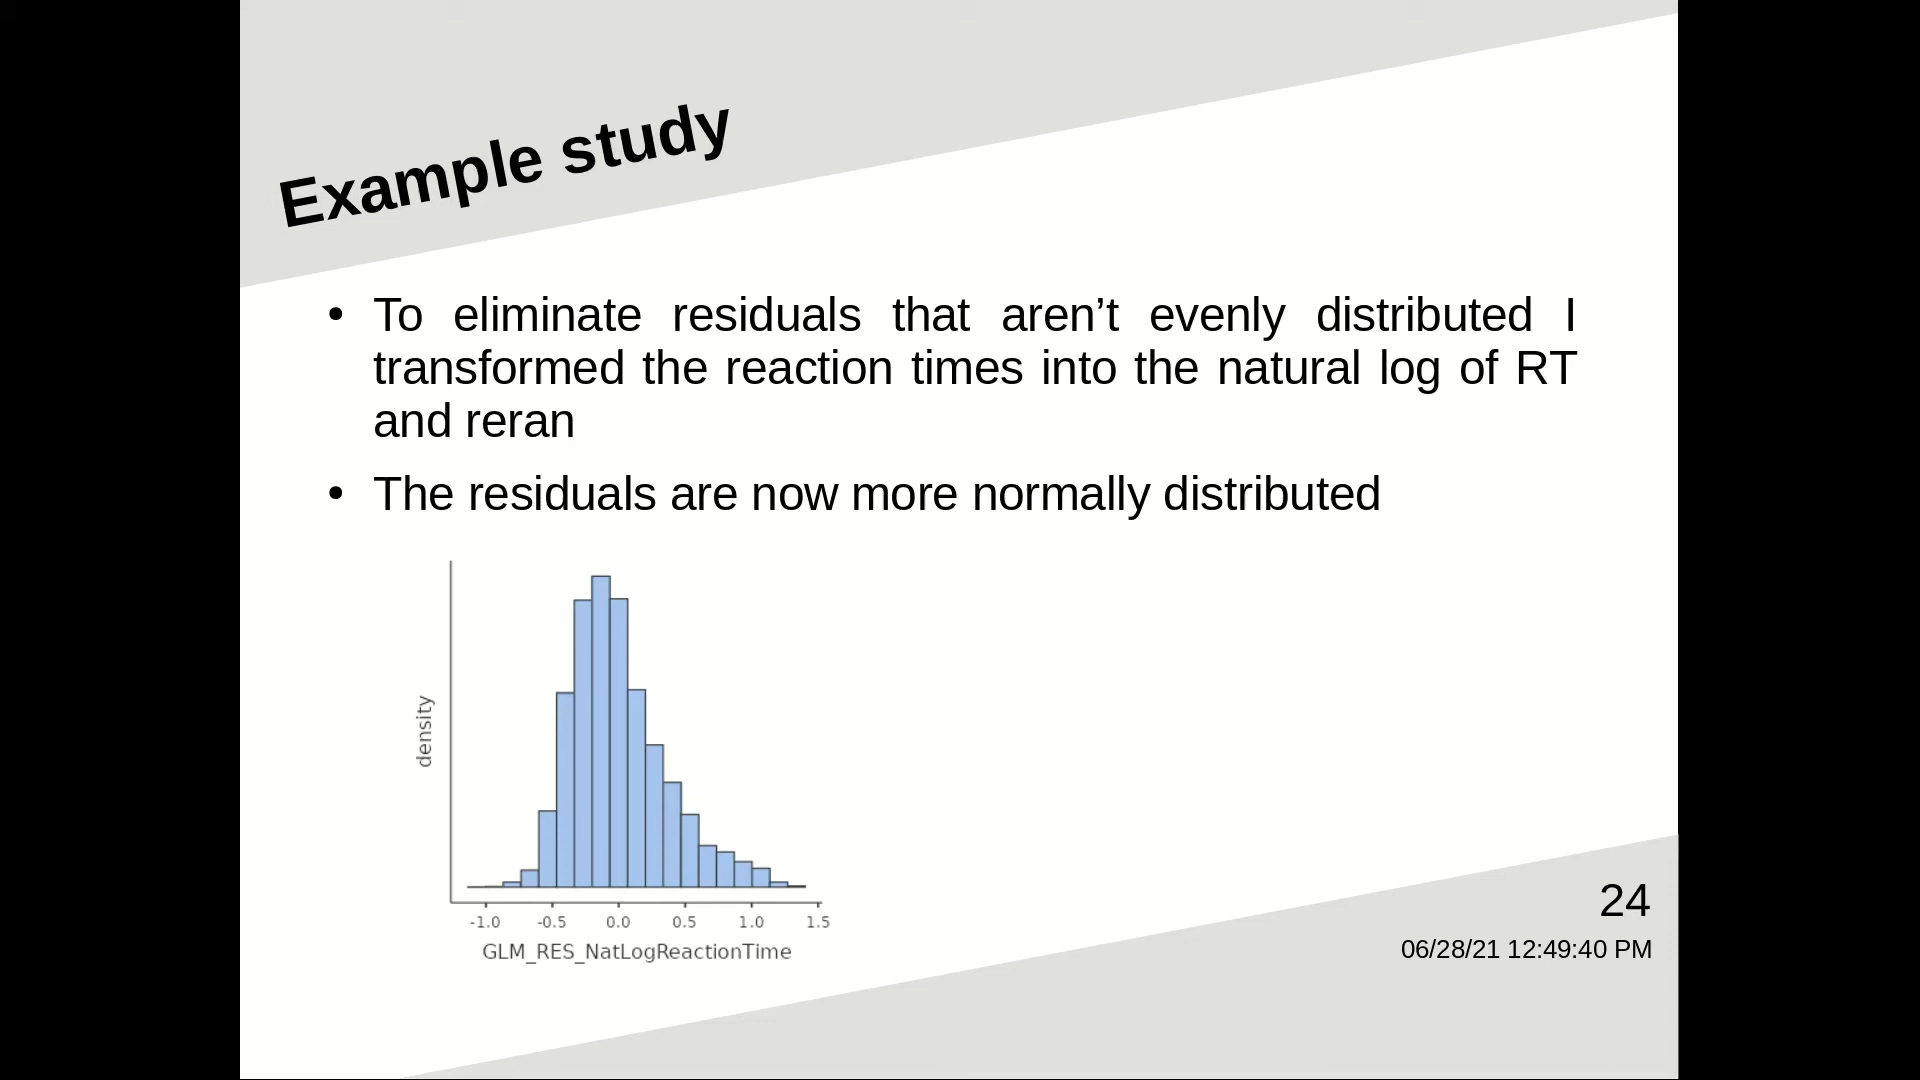 Example study
• To eliminate residuals that aren’t evenly distributed I
transformed the reaction times into the natural log of RT
and reran
• The residuals are now more normally distributed
density
-1.0 -0.5 0.0 0.5 1.0 1.5
GLM_RES_NatLogReactionTime
24
06/28/21 12:49:40 PM